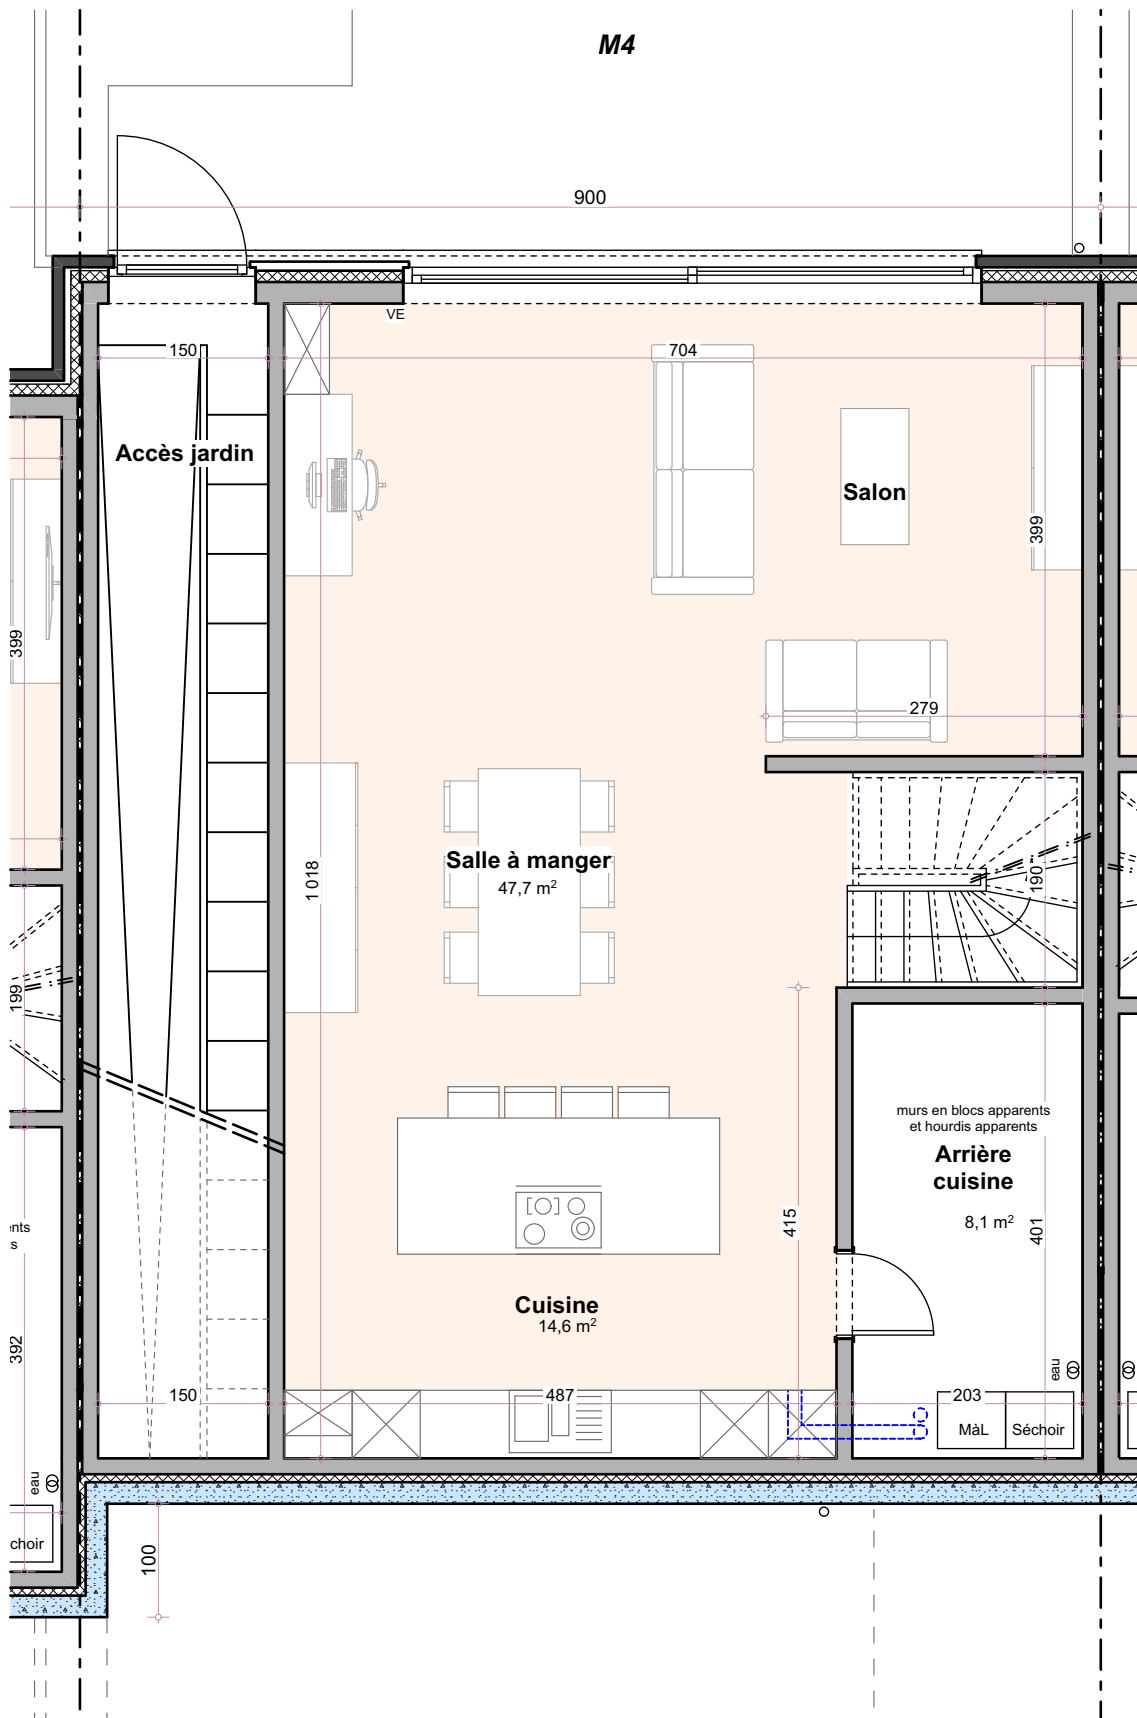 M4
900
VE
150
704
Accès jardin
Salon
399
399
279
Salle à manger
47,7 m²
1 018
190
199
murs en blocs apparents
et hourdis apparents
Arrière
cuisine
8,1 m²
415
401
Cuisine
14,6 m²
392
eau
150
487
203
MàL
Séchoir
eau
choir
100